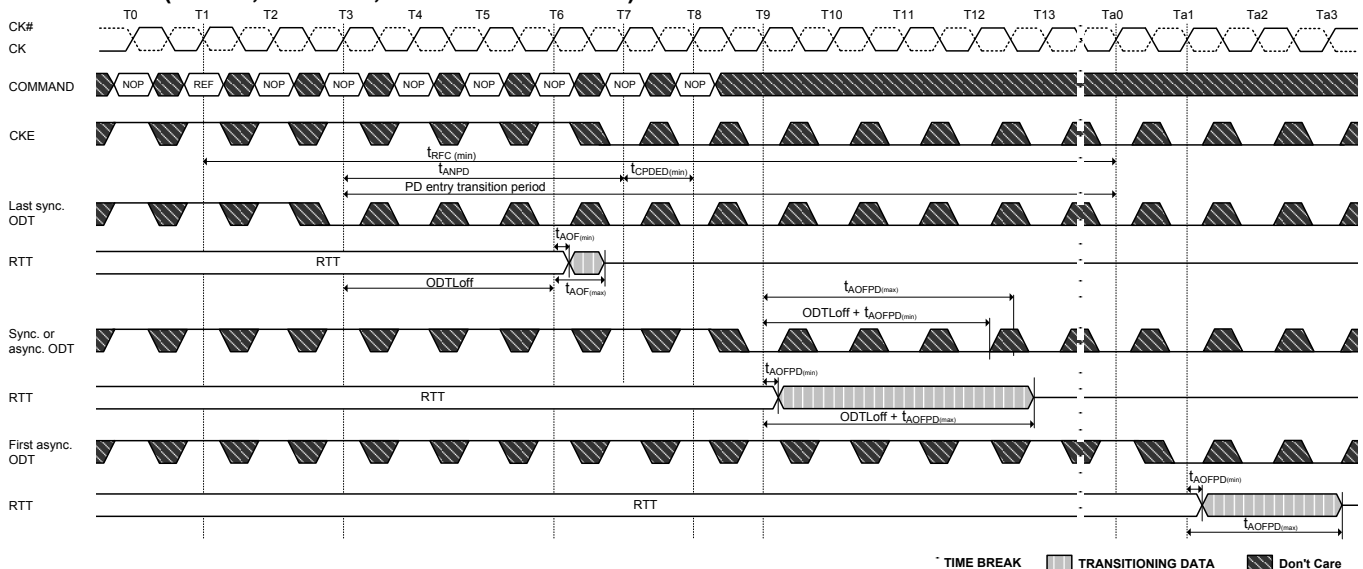 T0 T1 T2 T3 T4 T5 T6 T7 T8 T9 T10 T11 T12 T13 Ta0 Ta1 Ta2 Ta3
CK#
CK
COMMAND
NOP REF NOP NOP NOP NOP NOP NOP NOP
CKE
tRFC (min)
tANPD tCPDED(min)
PD entry transition period
Last sync.
ODT
tAOF(min)
RTT RTT
ODTLoff tAOF(max)
tAOFPD(max)
ODTLoff + tAOFPD(min)
Sync. or
async. ODT
tAOFPD(min)
RTT RTT
ODTLoff + tAOFPD(max)
First async.
ODT
tAOFPD(min)
RTT RTT
tAOFPD(max)
TIME BREAK TRANSITIONING DATA Don't Care